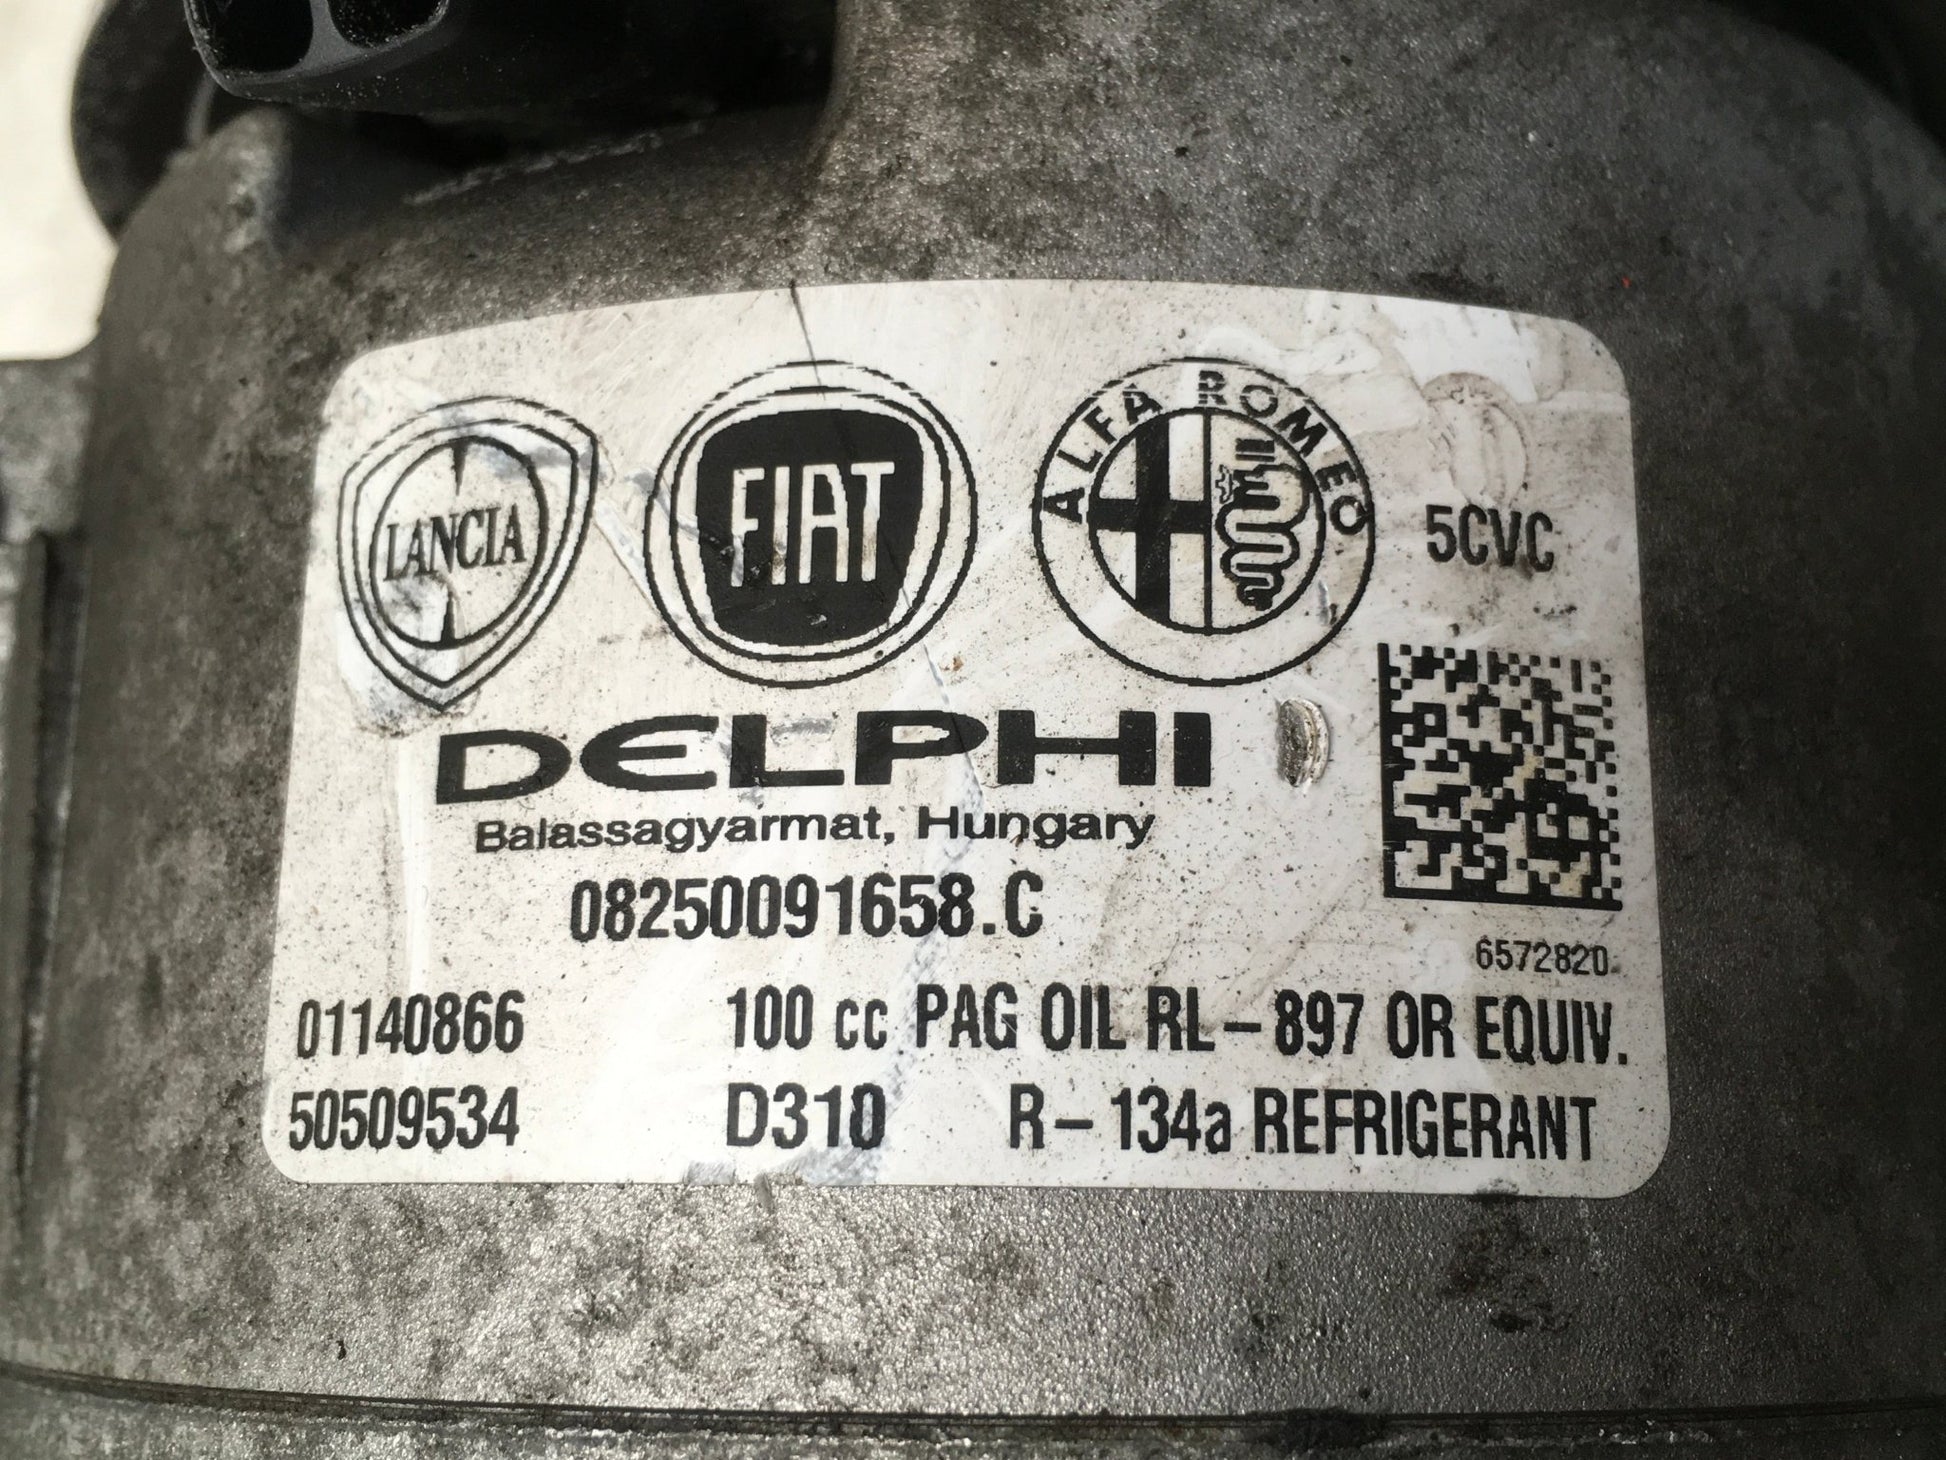 LANCIA
FIAT
ALFA ROMEO
5CVC
DELPHI
Balassagyarmat, Hungary
08250091658.C
6572820
01140866 100 cc PAG OIL RL-897 OR EQUIV.
50509534 D310 R-134a REFRIGERANT